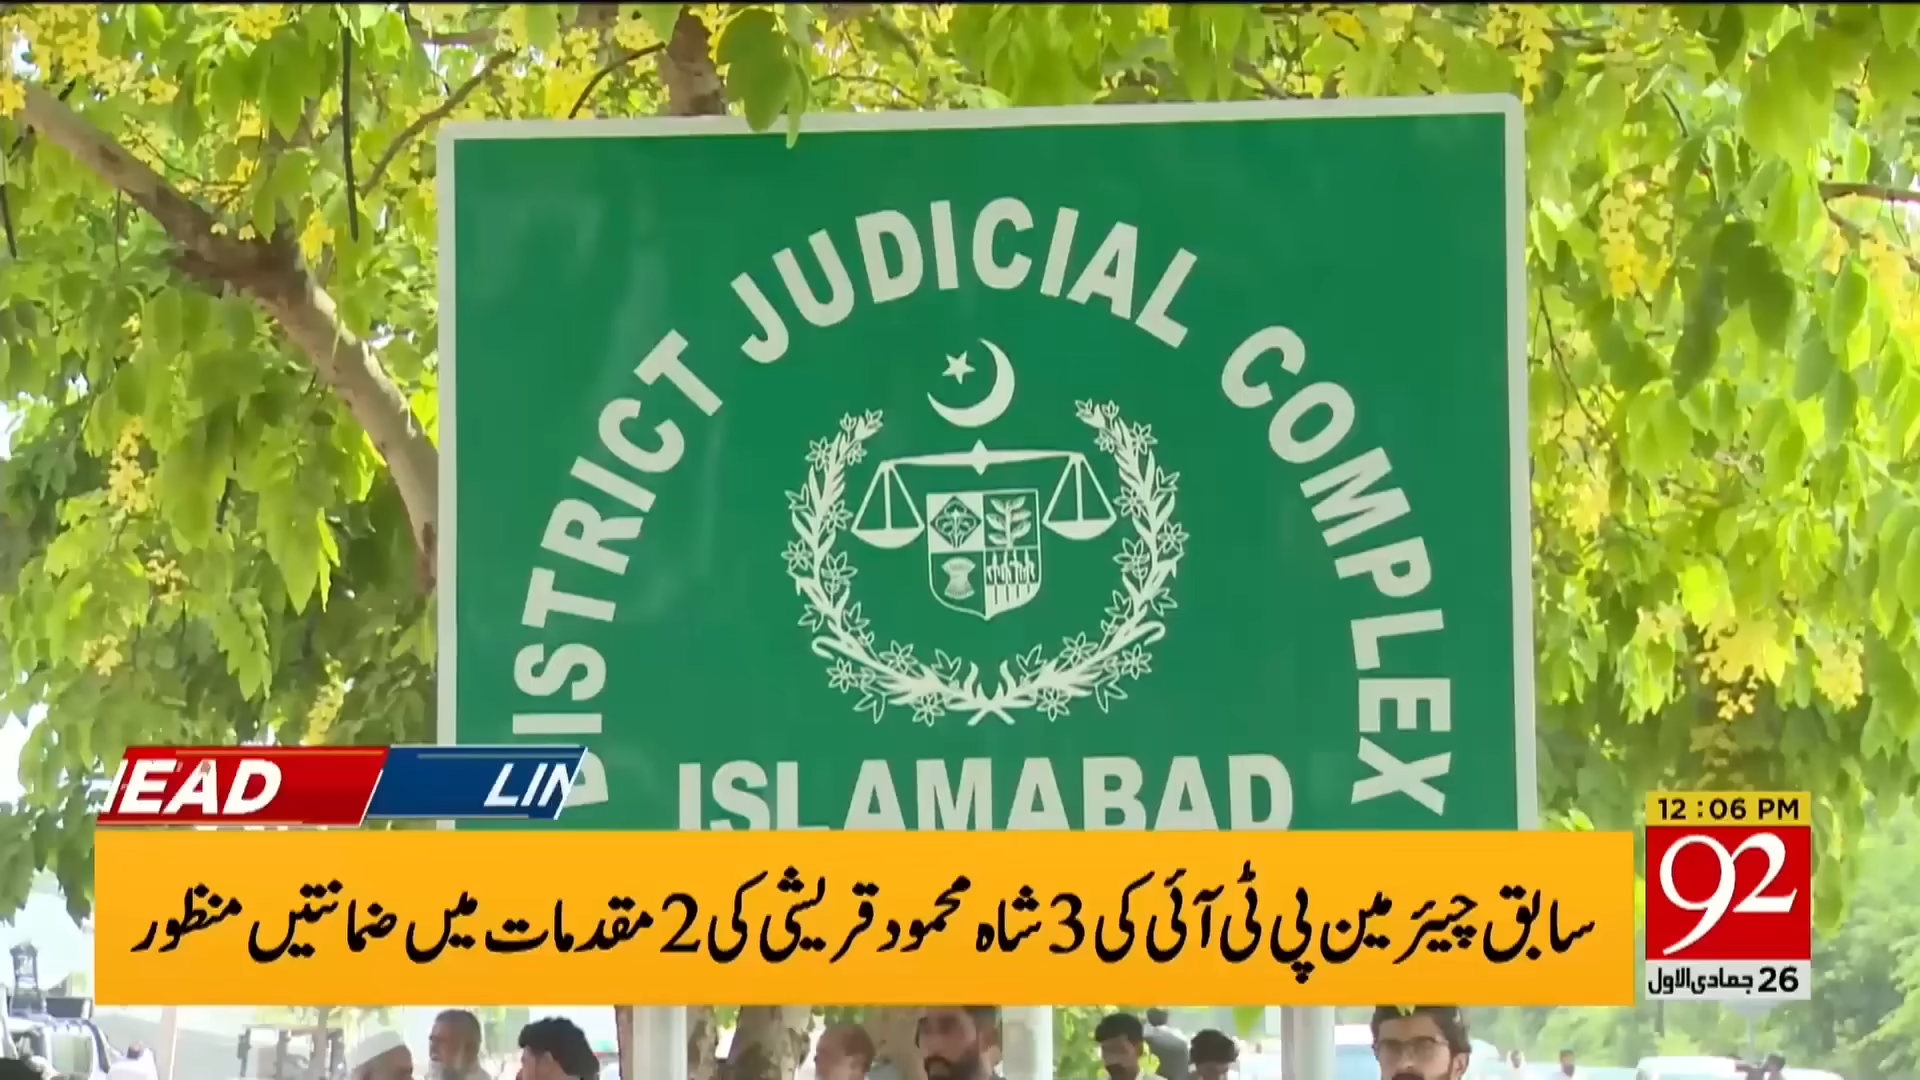 DISTRICT JUDICIAL COMPLEX
ISLAMABAD
HEAD LIN
سابق چیئرمین پی ٹی آئی کی 3 شاہ محمود قریشی کی 2 مقدمات میں ضمانتیں منظور
12:06 PM
92
26 جمادی الاول